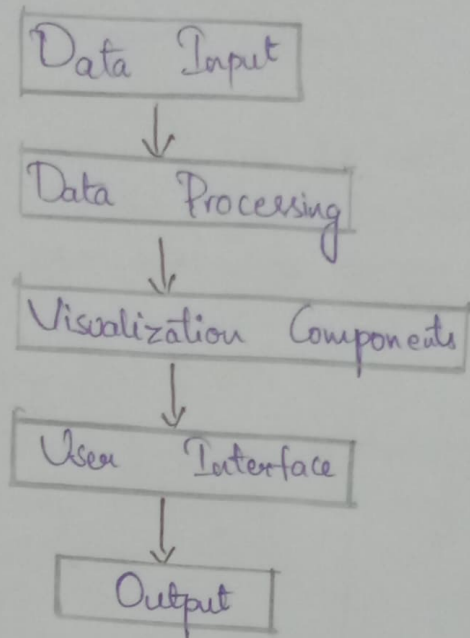 Data Input
Data Processing
Visualization Components
User Interface
Output